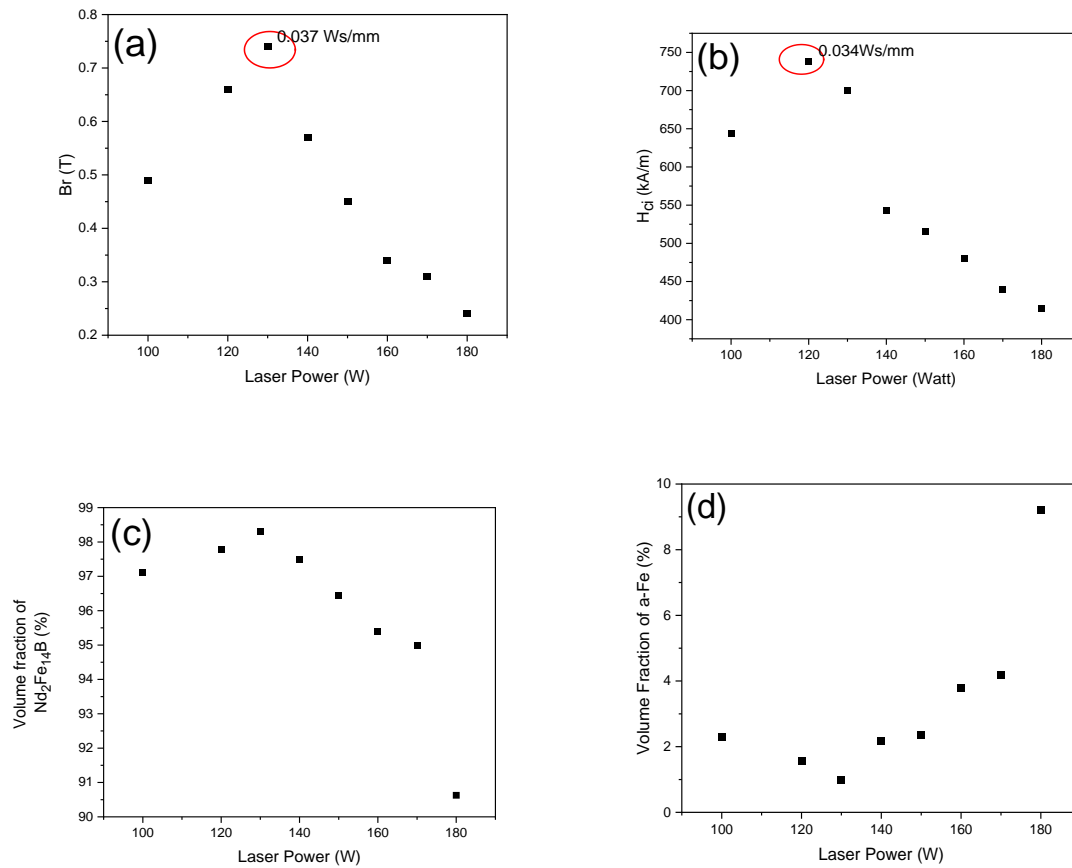 (a)
0.037 Ws/mm
0.8
0.7
0.6
0.5
0.4
0.3
0.2
Br (T)
100 120 140 160 180
Laser Power (W)
(b)
0.034Ws/mm
750
700
650
600
550
500
450
400
Hci (kA/m)
100 120 140 160 180
Laser Power (Watt)
(c)
99
98
97
96
95
94
93
92
91
90
Volume fraction of
Nd2Fe14B (%)
100 120 140 160 180
Laser Power (W)
(d)
10
8
6
4
2
0
Volume Fraction of a-Fe (%)
100 120 140 160 180
Laser Power (W)